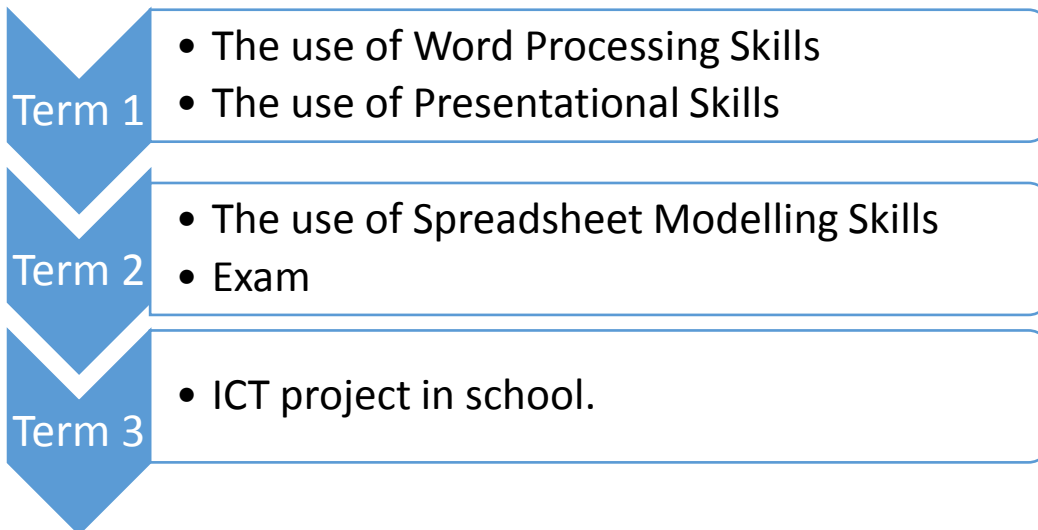 Term 1
• The use of Word Processing Skills
• The use of Presentational Skills
Term 2
• The use of Spreadsheet Modelling Skills
• Exam
Term 3
• ICT project in school.